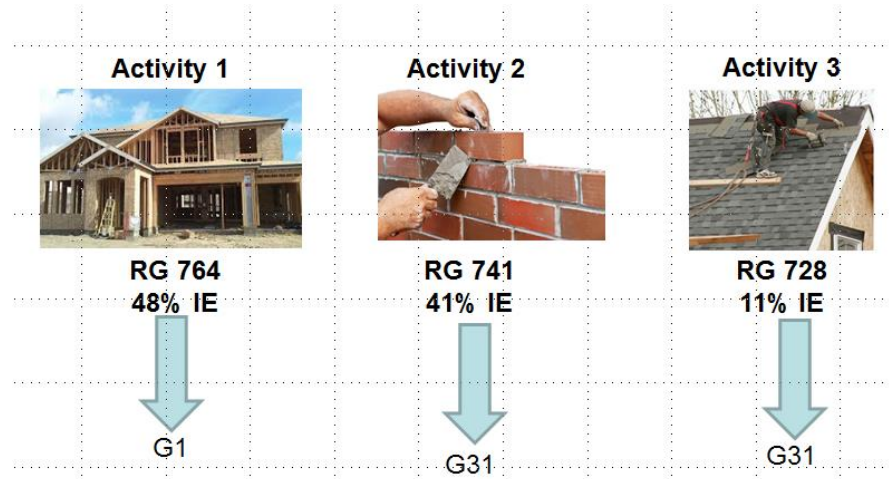 Activity 1
Activity 2
Activity 3
RG 764
48% IE
RG 741
41% IE
RG 728
11% IE
G1
G31
G31